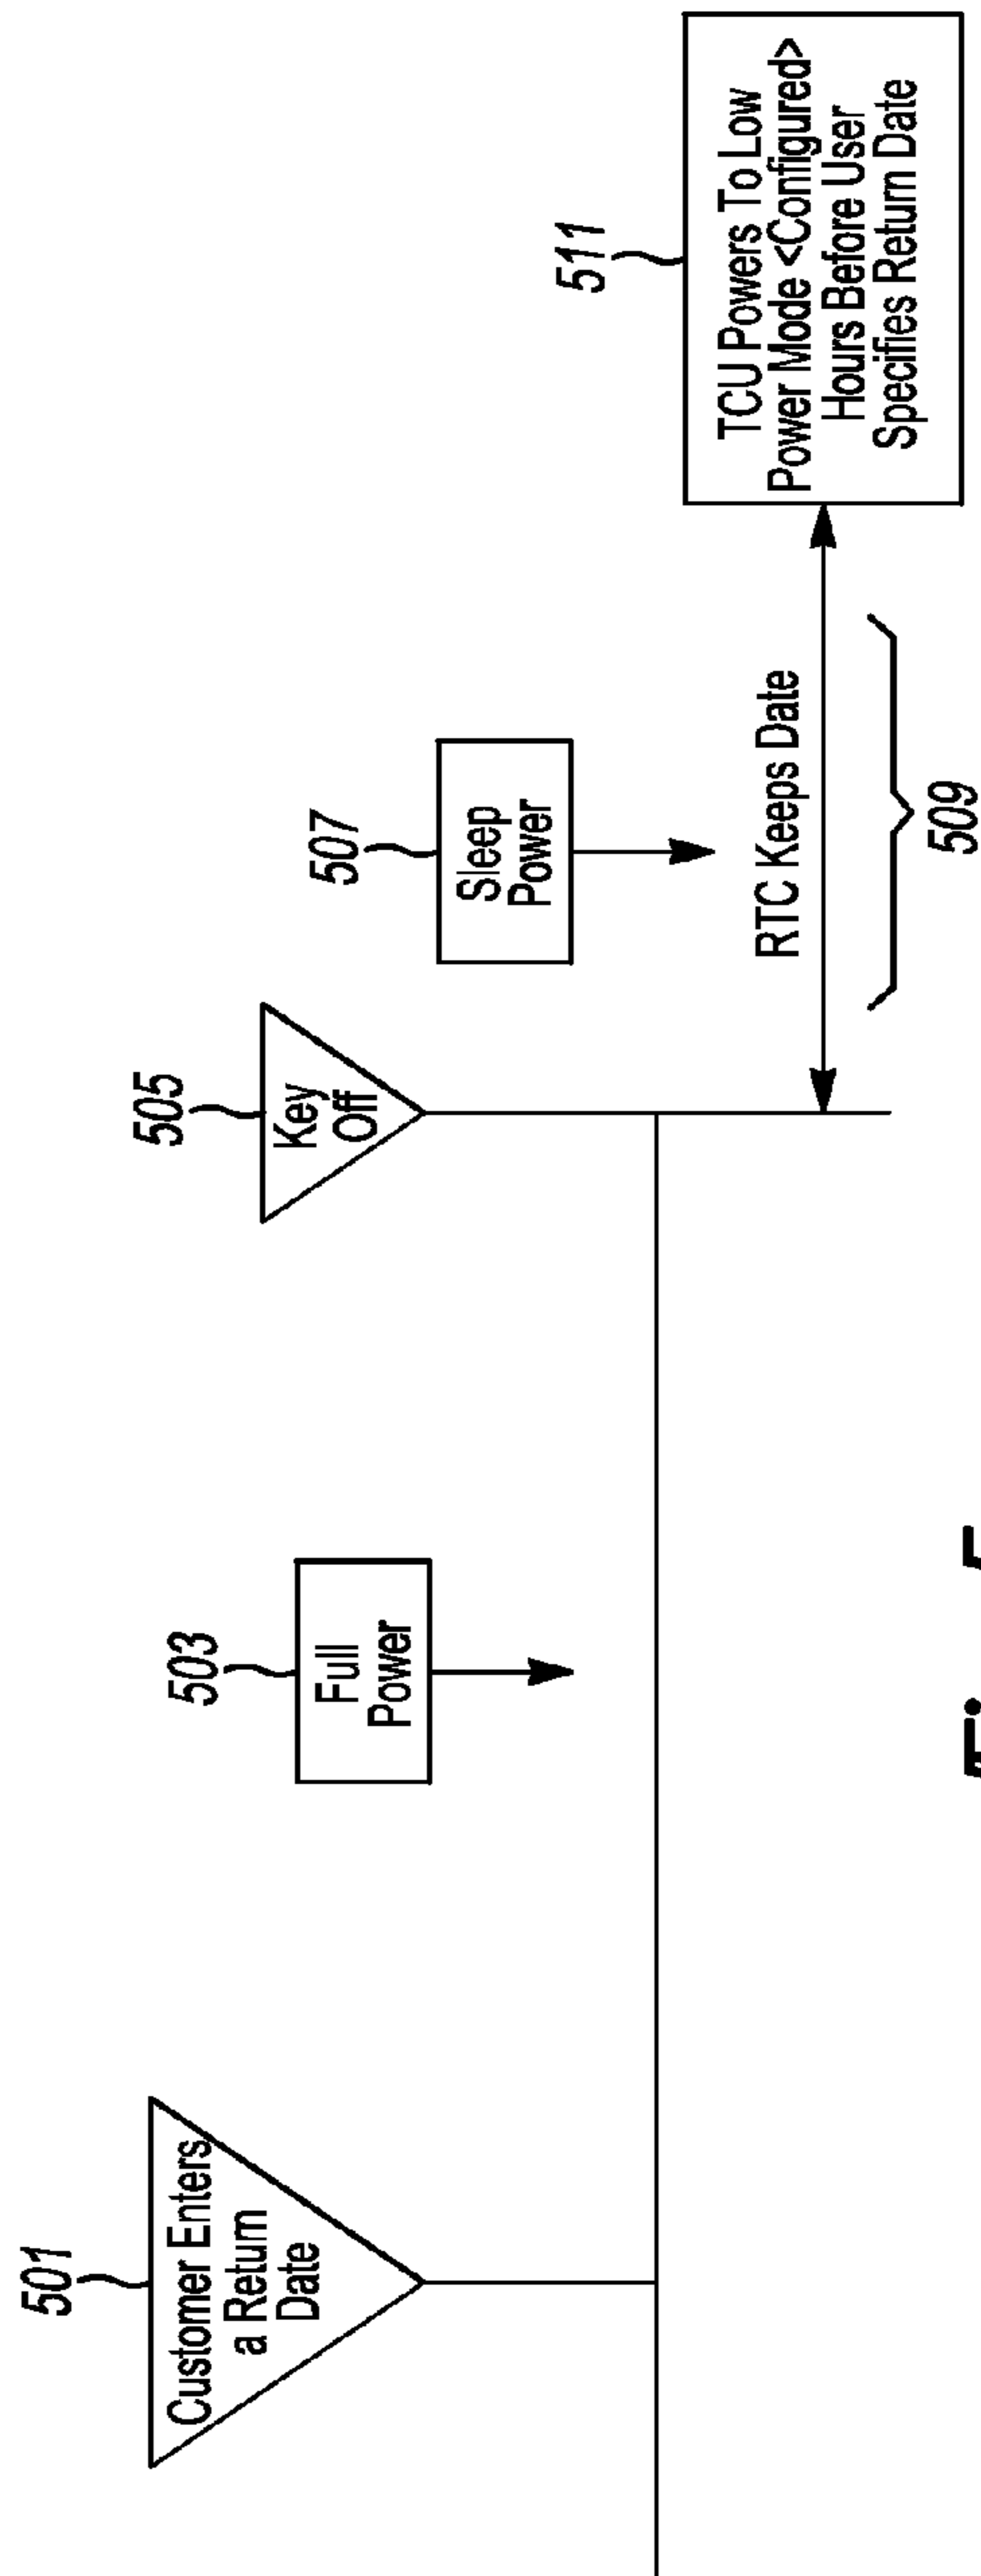 501
Customer Enters
a Return
Date
503
Full
Power
505
Key
Off
507
Sleep
Power
RTC Keeps Date
509
511
TCU Powers To Low
Power Mode <Configured>
Hours Before User
Specifies Return Date